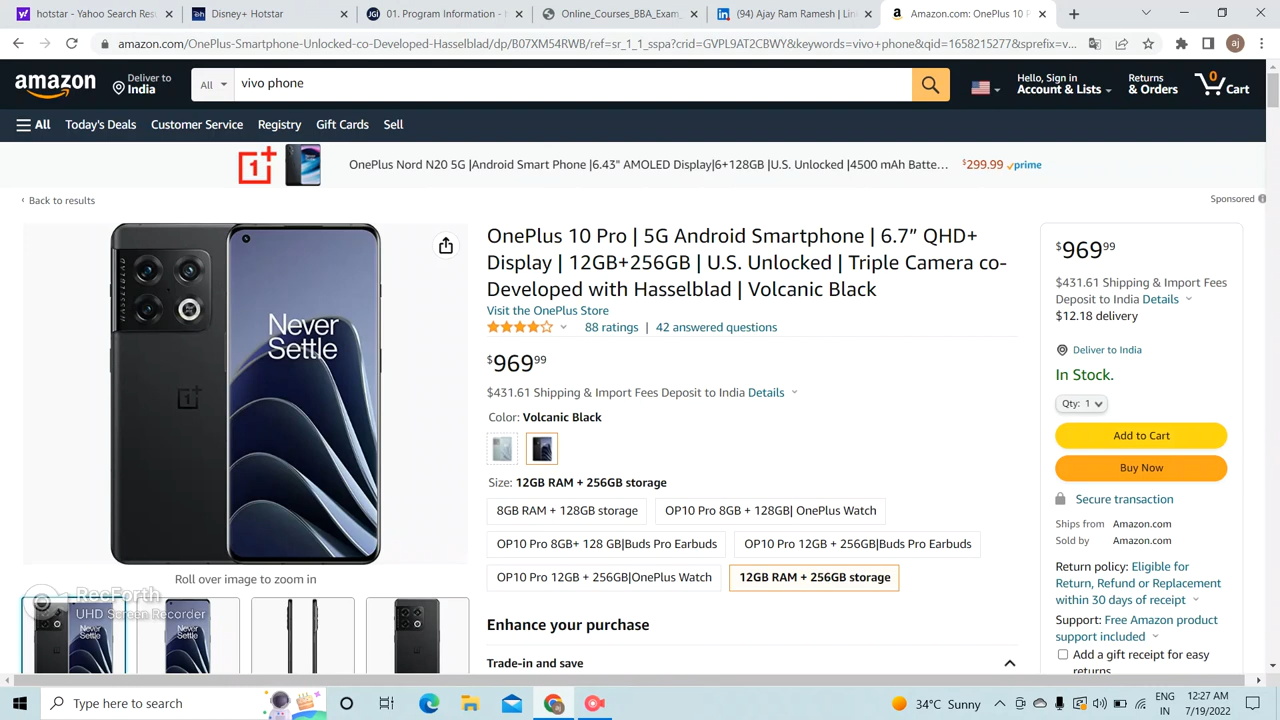 hotstar - Yahoo Search Res
Disney+ Hotstar
01. Program Information -
Online_Courses_BBA_Exam_
(94) Ajay Ram Ramesh | Lin
Amazon.com: OnePlus 10 P
amazon.com/OnePlus-Smartphone-Unlocked-co-Developed-Hasselblad/dp/B07XM54RWB/ref=sr_1_1_sspa?crid=GVPL9AT2CBWY&keywords=vivo+phone&qid=1658215277&sprefix=v...
aj
amazon
Deliver to
India
All
vivo phone
Hello, Sign in
Account & Lists
Returns
& Orders
0
Cart
All
Today's Deals
Customer Service
Registry
Gift Cards
Sell
1+
OnePlus Nord N20 5G |Android Smart Phone |6.43" AMOLED Display|6+128GB |U.S. Unlocked |4500 mAh Batte...
$299.99 prime
‹ Back to results
Sponsored
HASSELBLAD
Never
Settle
1+
Roll over image to zoom in
RecForth
UHD Screen Recorder
Never
Settle
Never
Settle
OnePlus 10 Pro | 5G Android Smartphone | 6.7” QHD+
Display | 12GB+256GB | U.S. Unlocked | Triple Camera co-
Developed with Hasselblad | Volcanic Black
Visit the OnePlus Store
88 ratings | 42 answered questions
$969.99
$431.61 Shipping & Import Fees Deposit to India Details
Color: Volcanic Black
Size: 12GB RAM + 256GB storage
8GB RAM + 128GB storage
OP10 Pro 8GB + 128GB| OnePlus Watch
OP10 Pro 8GB+ 128 GB|Buds Pro Earbuds
OP10 Pro 12GB + 256GB|Buds Pro Earbuds
OP10 Pro 12GB + 256GB|OnePlus Watch
12GB RAM + 256GB storage
Enhance your purchase
Trade-in and save
$969.99
$431.61 Shipping & Import Fees
Deposit to India Details
$12.18 delivery
Deliver to India
In Stock.
Qty: 1
Add to Cart
Buy Now
Secure transaction
Ships from Amazon.com
Sold by Amazon.com
Return policy: Eligible for
Return, Refund or Replacement
within 30 days of receipt
Support: Free Amazon product
support included
Add a gift receipt for easy
returns
Type here to search
34°C Sunny
ENG
IN
12:27 AM
7/19/2022